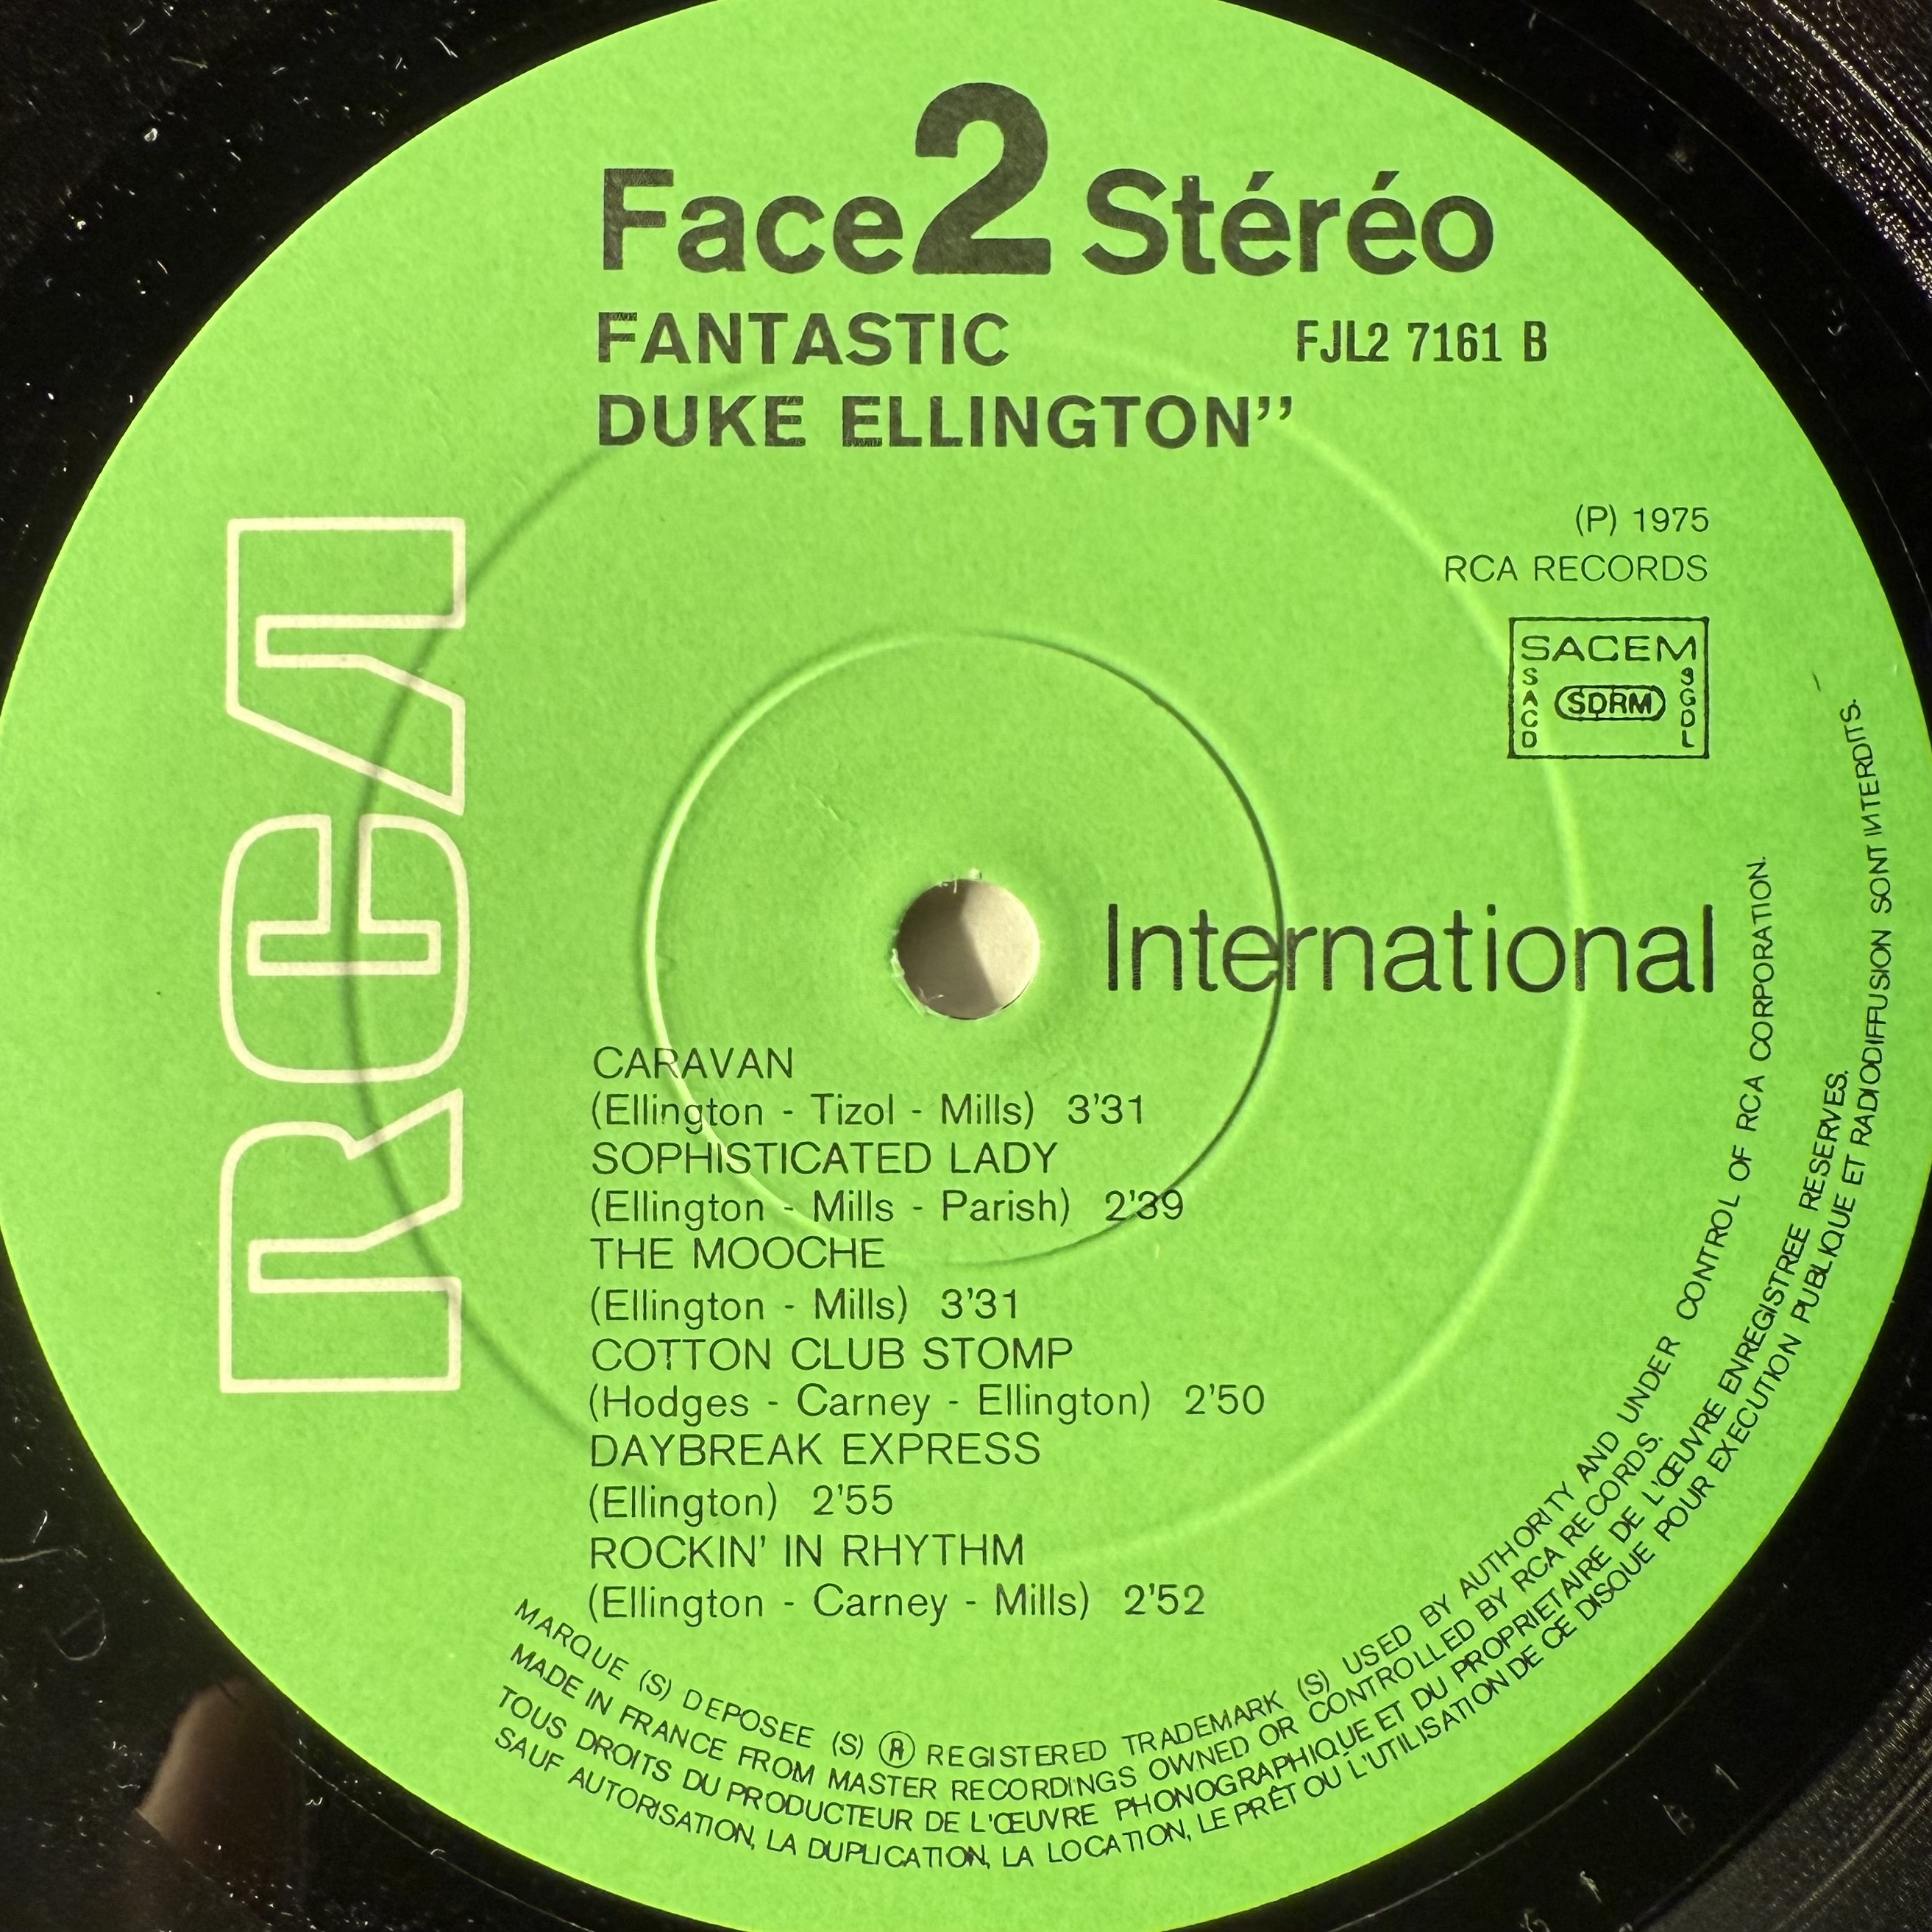 Face 2 Stéréo
FANTASTIC
FJL2 7161 B
DUKE ELLINGTON’’
(P) 1975
RCA RECORDS
SACEM
SACD
SDRM
SGDL
RCA
International
CARAVAN
(Ellington - Tizol - Mills) 3'31
SOPHISTICATED LADY
(Ellington - Mills - Parish) 2'39
THE MOOCHE
(Ellington - Mills) 3'31
COTTON CLUB STOMP
(Hodges - Carney - Ellington) 2'50
DAYBREAK EXPRESS
(Ellington) 2'55
ROCKIN' IN RHYTHM
(Ellington - Carney - Mills) 2'52
MARQUE (S) DEPOSEE (S) ® REGISTERED TRADEMARK (S) USED BY AUTHORITY AND UNDER CONTROL OF RCA CORPORATION.
MADE IN FRANCE FROM MASTER RECORDINGS OWNED OR CONTROLLED BY RCA RECORDS.
TOUS DROITS DU PRODUCTEUR DE L'ŒUVRE PHONOGRAPHIQUE ET DU PROPRIETAIRE DE L'ŒUVRE ENREGISTREE RESERVES.
SAUF AUTORISATION, LA DUPLICATION, LA LOCATION, LE PRÊT OU L'UTILISATION DE CE DISQUE POUR EXECUTION PUBLIQUE ET RADIODIFFUSION SONT INTERDITS.